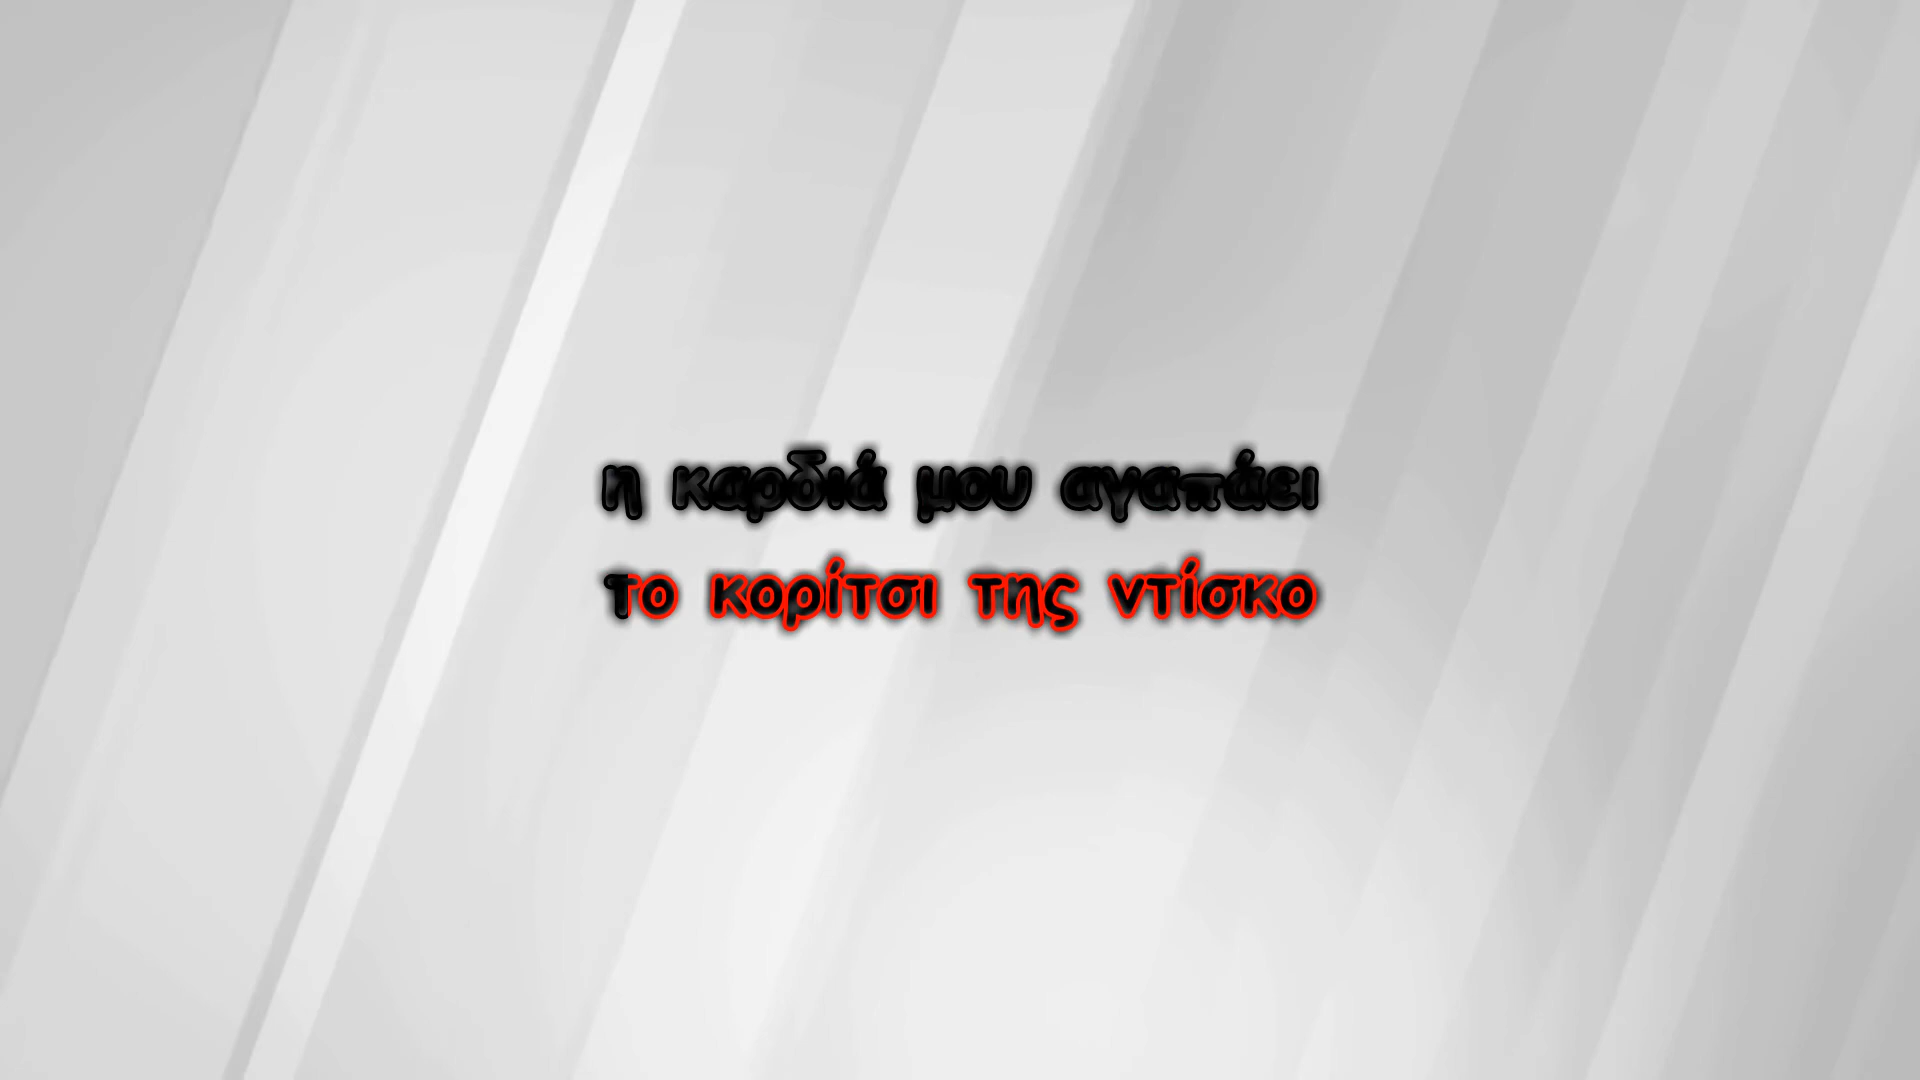 η καρδιά μου αγαπάει
το κορίτσι της ντίσκο